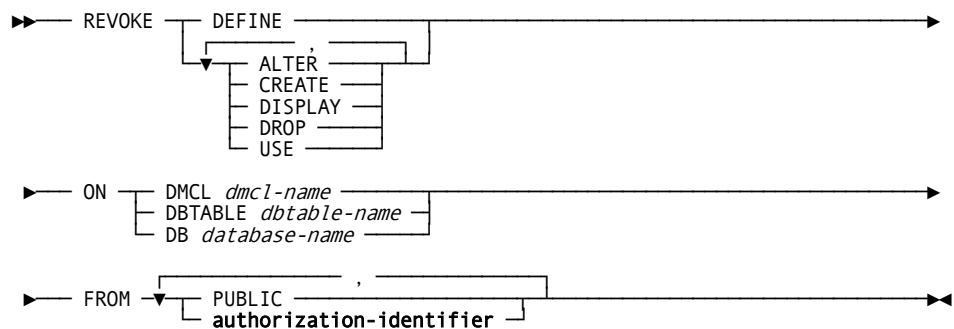 REVOKE DEFINE
,
ALTER
CREATE
DISPLAY
DROP
USE
ON DMCL dmcl-name
DBTABLE dbtable-name
DB database-name
,
FROM PUBLIC
authorization-identifier